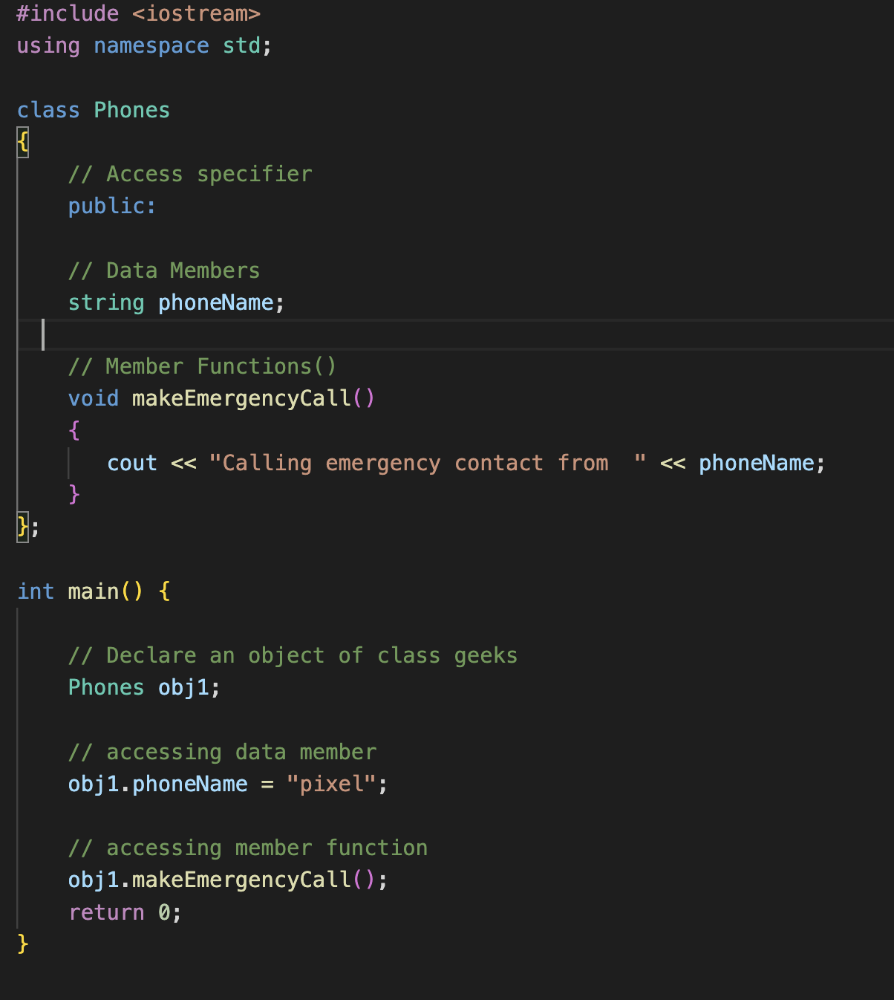 #include <iostream>
using namespace std;
class Phones
{
// Access specifier
public:
// Data Members
string phoneName;
// Member Functions()
void makeEmergencyCall()
{
cout << "Calling emergency contact from  " << phoneName;
}
};
int main() {
// Declare an object of class geeks
Phones obj1;
// accessing data member
obj1.phoneName = "pixel";
// accessing member function
obj1.makeEmergencyCall();
return 0;
}